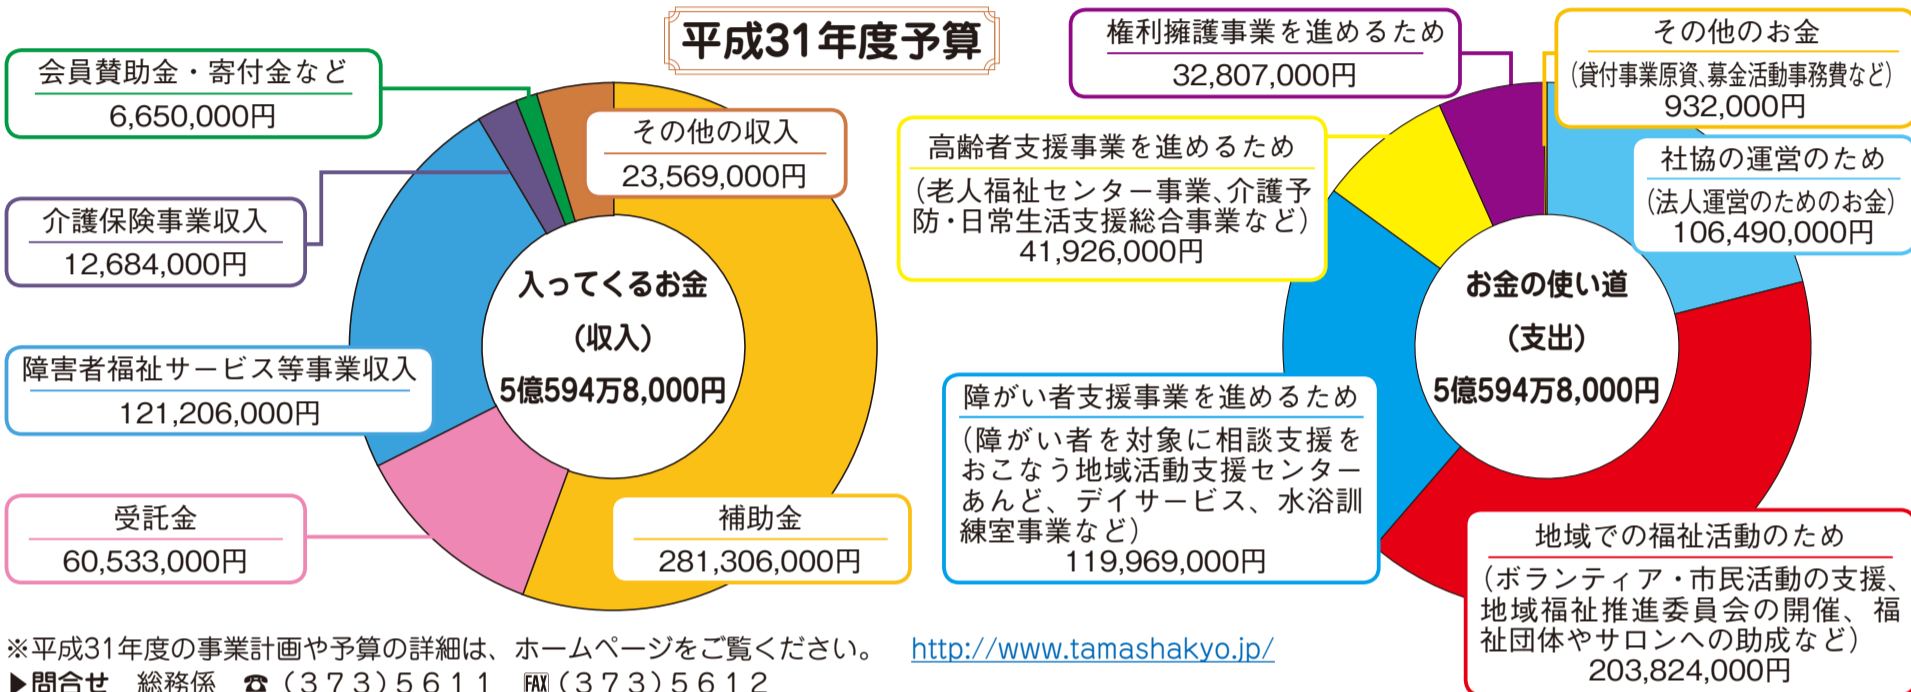 平成31年度予算
会員賛助金・寄付金など
6,650,000円
その他の収入
23,569,000円
介護保険事業収入
12,684,000円
障害者福祉サービス等事業収入
121,206,000円
受託金
60,533,000円
補助金
281,306,000円
入ってくるお金
(収入)
5億594万8,000円
権利擁護事業を進めるため
32,807,000円
その他のお金
(貸付事業原資、募金活動事務費など)
932,000円
高齢者支援事業を進めるため
(老人福祉センター事業、介護予
防・日常生活支援総合事業など)
41,926,000円
社協の運営のため
(法人運営のためのお金)
106,490,000円
お金の使い道
(支出)
5億594万8,000円
障がい者支援事業を進めるため
(障がい者を対象に相談支援を
おこなう地域活動支援センター
あんど、デイサービス、水浴訓
練室事業など)
119,969,000円
地域での福祉活動のため
(ボランティア・市民活動の支援、
地域福祉推進委員会の開催、福
祉団体やサロンへの助成など)
203,824,000円
※平成31年度の事業計画や予算の詳細は、ホームページをご覧ください。 http://www.tamashakyo.jp/
▶問合せ 総務係 ☎(373)5611 FAX(373)5612